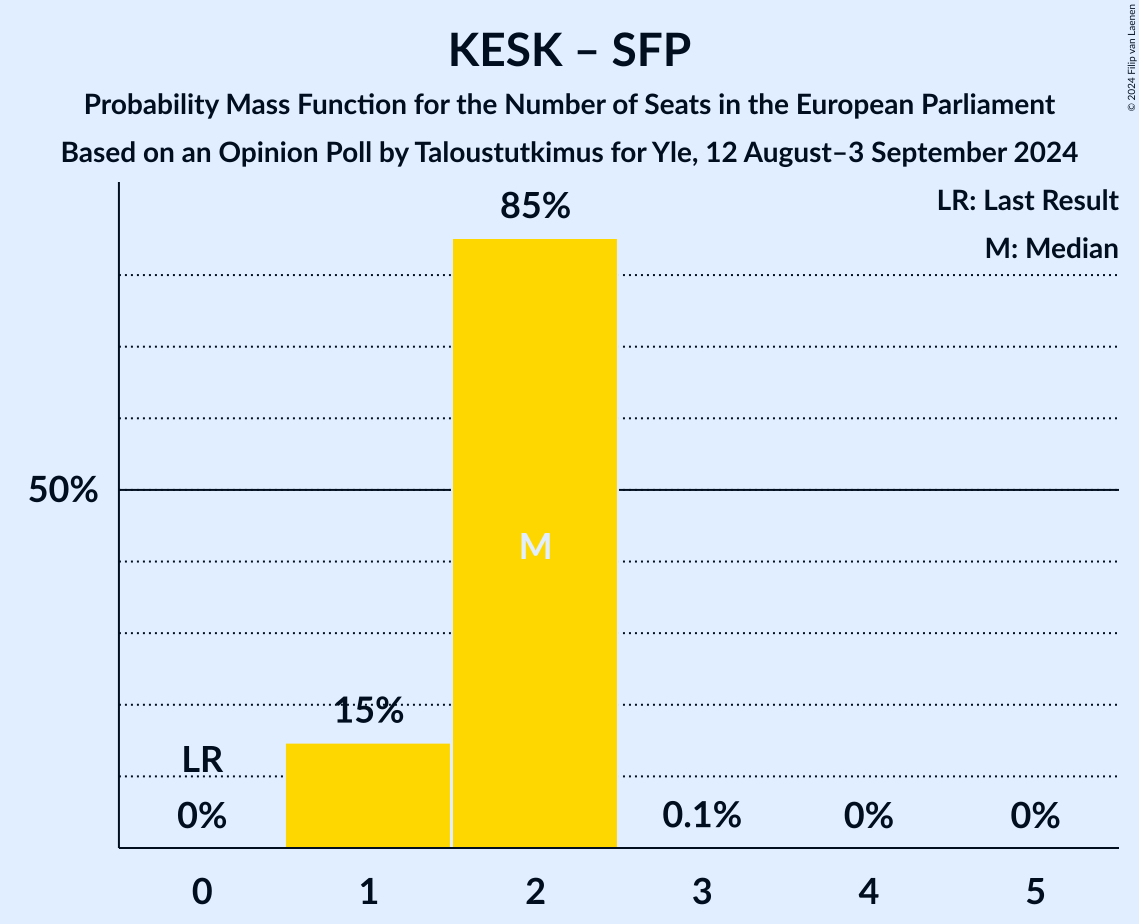 KESK – SFP
Probability Mass Function for the Number of Seats in the European Parliament
Based on an Opinion Poll by Taloustutkimus for Yle, 12 August–3 September 2024
© 2024 Filip van Laenen
LR: Last Result
M: Median
85%
50%
M
15%
LR
0%
0.1%
0%
0%
0
1
2
3
4
5